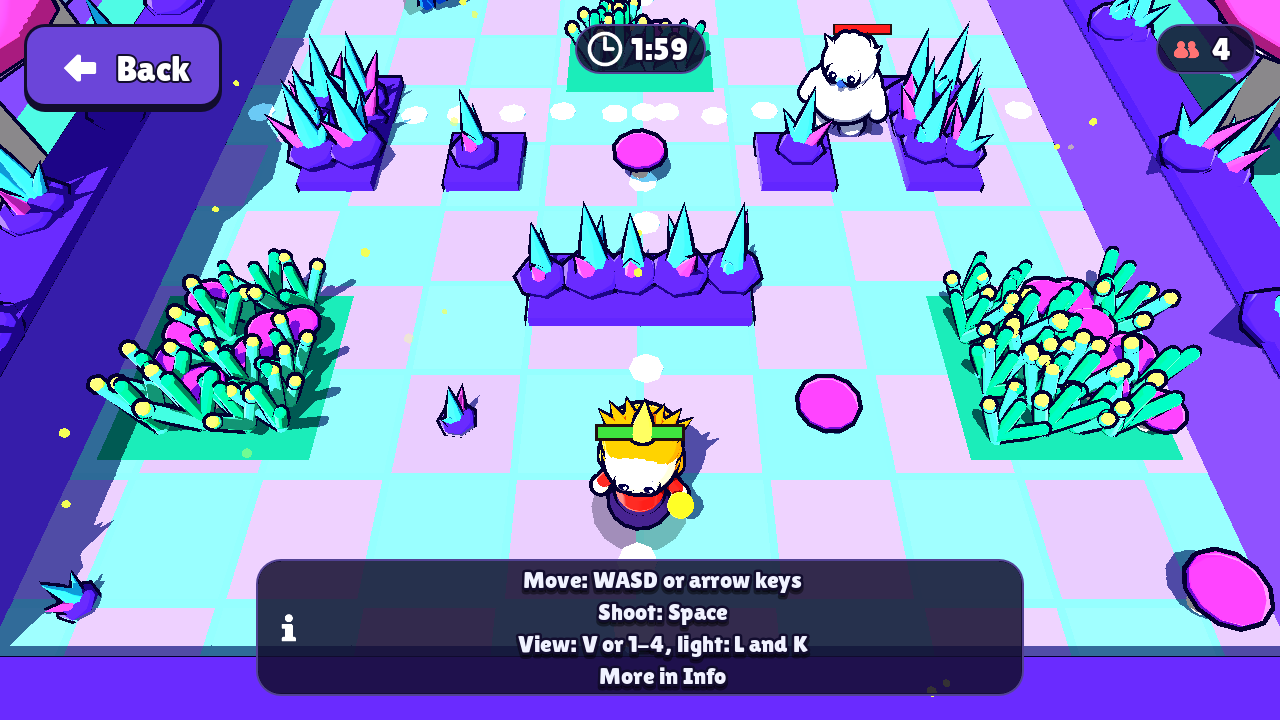 Back
1:59
4
Move: WASD or arrow keys
Shoot: Space
View: V or 1–4, light: L and K
More in Info